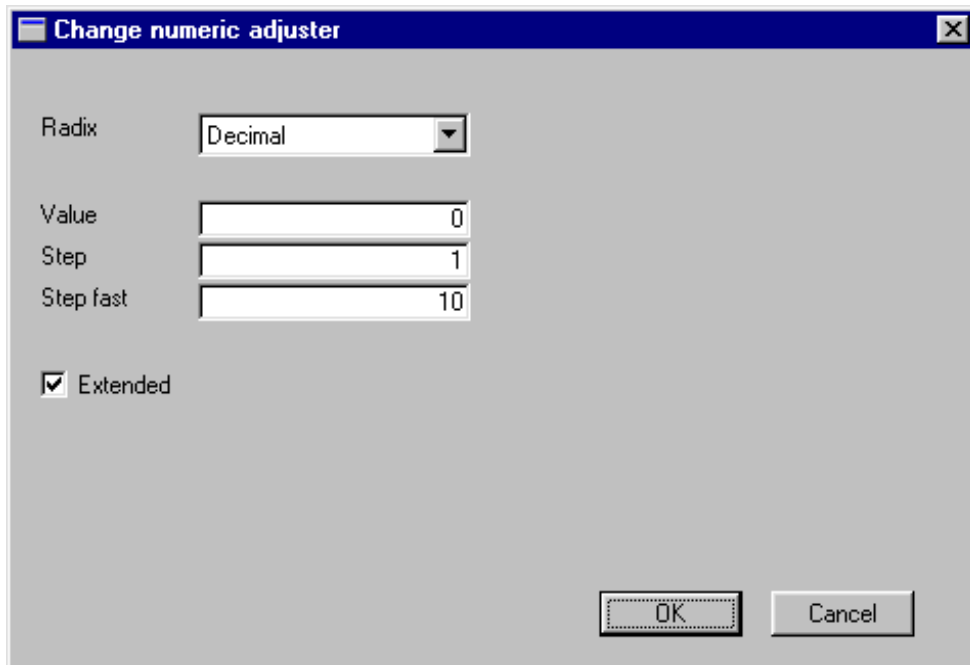 Change numeric adjuster
Radix Decimal
Value 0
Step 1
Step fast 10
Extended
OK Cancel